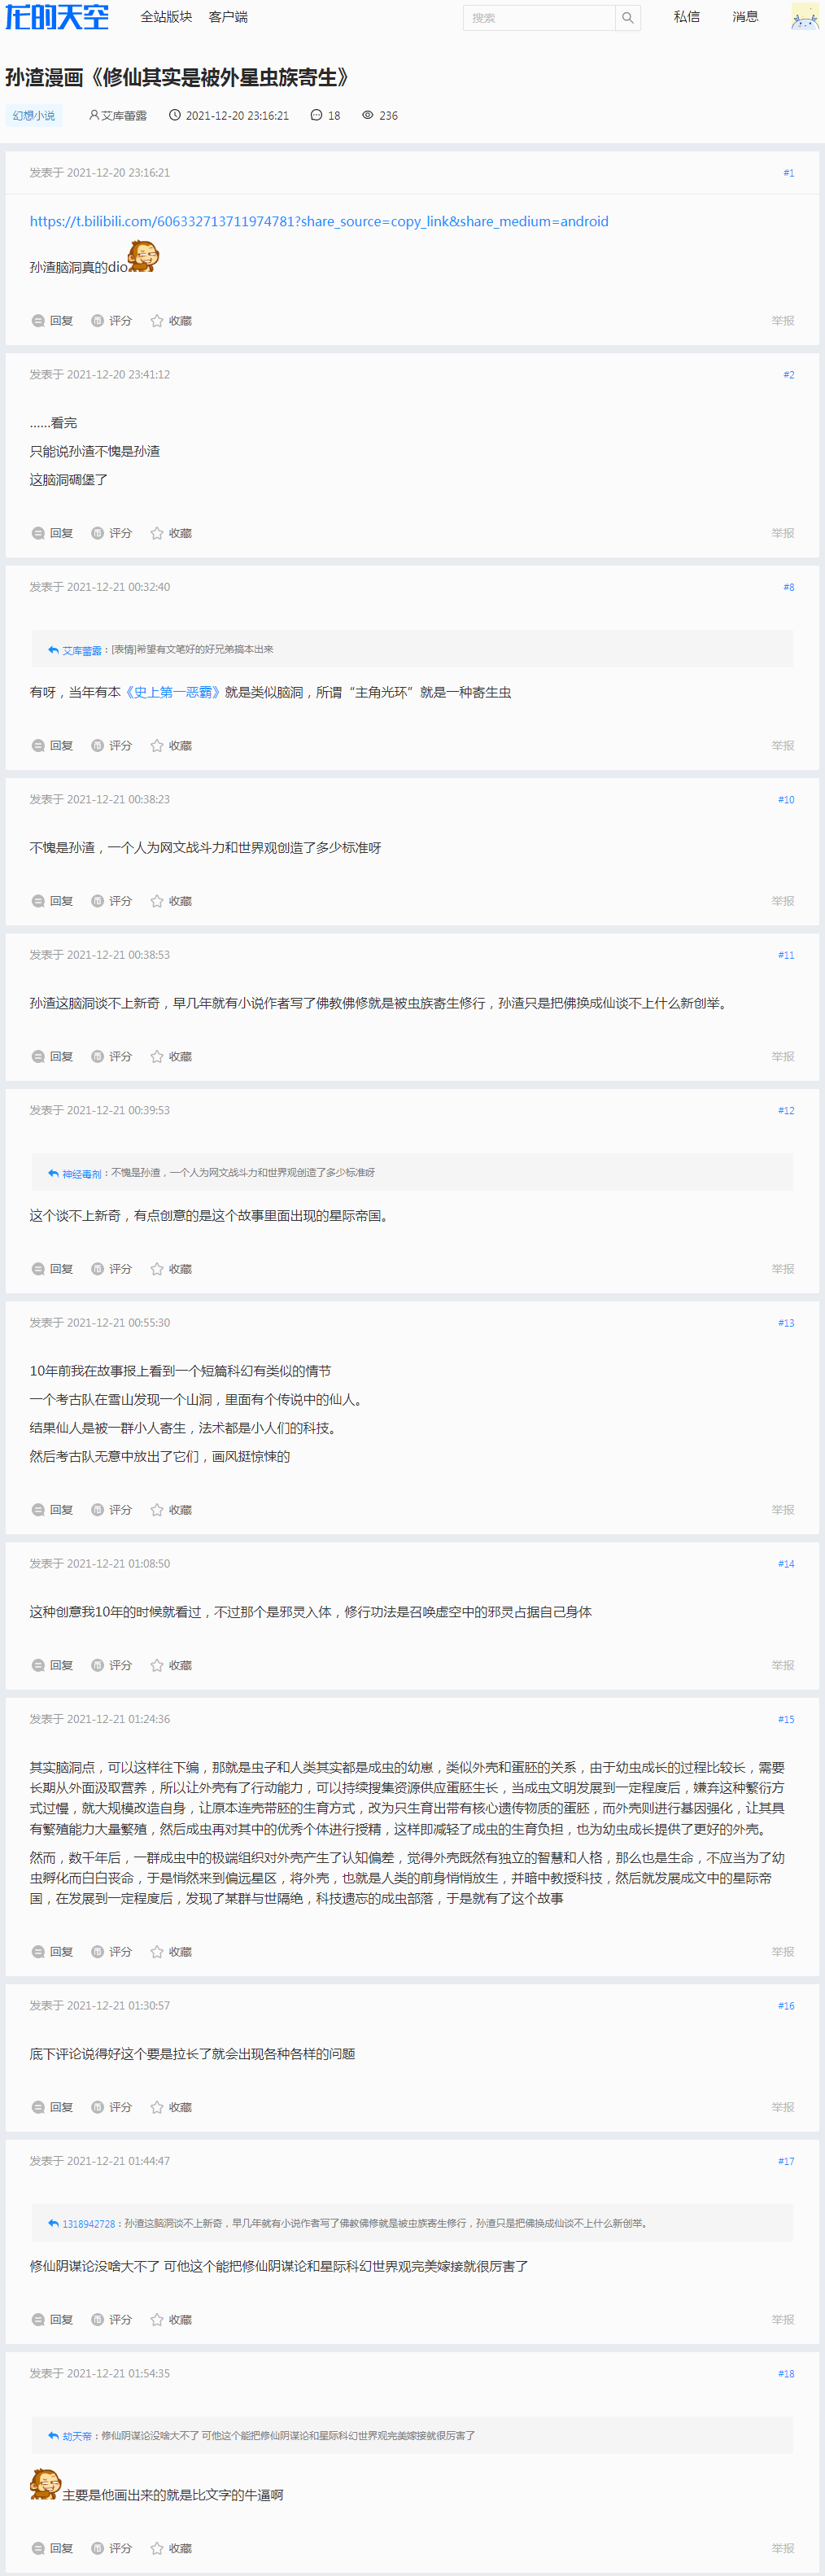 龙的天空 全站版块 客户端 搜索 私信 消息
孙渣漫画《修仙其实是被外星虫族寄生》
幻想小说 艾库蕾露 2021-12-20 23:16:21 18 236
发表于 2021-12-20 23:16:21 #1
https://t.bilibili.com/606332713711974781?share_source=copy_link&share_medium=android
孙渣脑洞真的dio
回复 评分 收藏 举报
发表于 2021-12-20 23:41:12 #2
......看完
只能说孙渣不愧是孙渣
这脑洞碉堡了
回复 评分 收藏 举报
发表于 2021-12-21 00:32:40 #8
艾库蕾露：[表情]希望有文笔好的好兄弟搞本出来
有呀，当年有本《史上第一恶霸》就是类似脑洞，所谓“主角光环”就是一种寄生虫
回复 评分 收藏 举报
发表于 2021-12-21 00:38:23 #10
不愧是孙渣，一个人为网文战斗力和世界观创造了多少标准呀
回复 评分 收藏 举报
发表于 2021-12-21 00:38:53 #11
孙渣这脑洞谈不上新奇，早几年就有小说作者写了佛教佛修就是被虫族寄生修行，孙渣只是把佛换成仙谈不上什么新创举。
回复 评分 收藏 举报
发表于 2021-12-21 00:39:53 #12
神经毒剂：不愧是孙渣，一个人为网文战斗力和世界观创造了多少标准呀
这个谈不上新奇，有点创意的是这个故事里面出现的星际帝国。
回复 评分 收藏 举报
发表于 2021-12-21 00:55:30 #13
10年前我在故事报上看到一个短篇科幻有类似的情节
一个考古队在雪山发现一个山洞，里面有个传说中的仙人。
结果仙人是被一群小人寄生，法术都是小人们的科技。
然后考古队无意中放出了它们，画风挺惊悚的
回复 评分 收藏 举报
发表于 2021-12-21 01:08:50 #14
这种创意我10年的时候就看过，不过那个是邪灵入体，修行功法是召唤虚空中的邪灵占据自己身体
回复 评分 收藏 举报
发表于 2021-12-21 01:24:36 #15
其实脑洞点，可以这样往下编，那就是虫子和人类其实都是成虫的幼崽，类似外壳和蛋胚的关系，由于幼虫成长的过程比较长，需要
长期从外面汲取营养，所以让外壳有了行动能力，可以持续搜集资源供应蛋胚生长，当成虫文明发展到一定程度后，嫌弃这种繁衍方
式过慢，就大规模改造自身，让原本连壳带胚的生育方式，改为只生育出带有核心遗传物质的蛋胚，而外壳则进行基因强化，让其具
有繁殖能力大量繁殖，然后成虫再对其中的优秀个体进行授精，这样即减轻了成虫的生育负担，也为幼虫成长提供了更好的外壳。
然而，数千年后，一群成虫中的极端组织对外壳产生了认知偏差，觉得外壳既然有独立的智慧和人格，那么也是生命，不应当为了幼
虫孵化而白白丧命，于是悄然来到偏远星区，将外壳，也就是人类的前身悄悄放生，并暗中教授科技，然后就发展成文中的星际帝
国，在发展到一定程度后，发现了某群与世隔绝，科技遗忘的成虫部落，于是就有了这个故事
回复 评分 收藏 举报
发表于 2021-12-21 01:30:57 #16
底下评论说得好这个要是拉长了就会出现各种各样的问题
回复 评分 收藏 举报
发表于 2021-12-21 01:44:47 #17
1318942728：孙渣这脑洞谈不上新奇，早几年就有小说作者写了佛教佛修就是被虫族寄生修行，孙渣只是把佛换成仙谈不上什么新创举。
修仙阴谋论没啥大不了 可他这个能把修仙阴谋论和星际科幻世界观完美嫁接就很厉害了
回复 评分 收藏 举报
发表于 2021-12-21 01:54:35 #18
劫天帝：修仙阴谋论没啥大不了 可他这个能把修仙阴谋论和星际科幻世界观完美嫁接就很厉害了
主要是他画出来的就是比文字的牛逼啊
回复 评分 收藏 举报